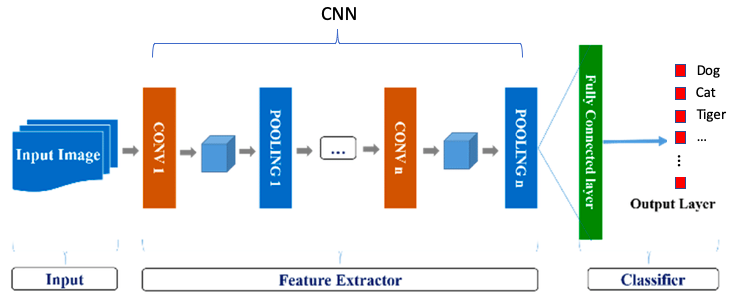 CNN
Input Image
CONV 1
POOLING 1
...
CONV n
POOLING n
Fully Connected layer
Dog
Cat
Tiger
...
Output Layer
Input
Feature Extractor
Classifier